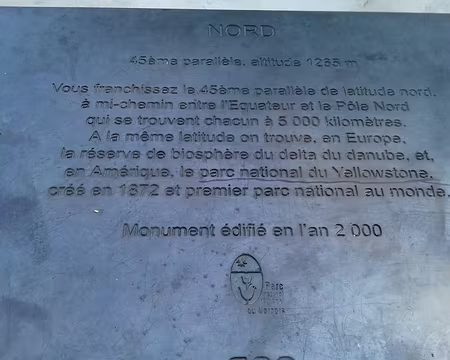 NORD
45ème parallèle, altitude 1285 m
Vous franchissez le 45ème parallèle de latitude nord,
à mi-chemin entre l'Equateur et le Pôle Nord
qui se trouvent chacun à 5 000 kilomètres.
A la même latitude on trouve, en Europe,
la réserve de biosphère du delta du danube, et,
en Amérique, le parc national du Yellowstone,
créé en 1872 et premier parc national au monde.
Monument édifié en l'an 2 000
Parc